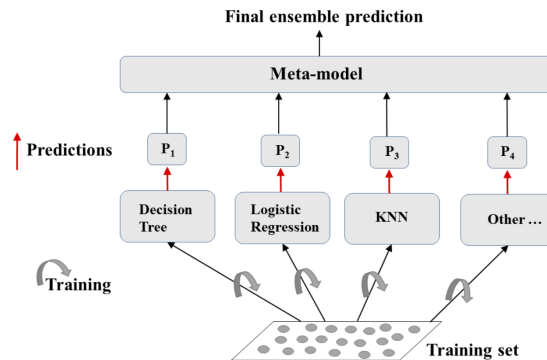 Final ensemble prediction
Meta-model
P1
P2
P3
P4
Predictions
Decision
Tree
Logistic
Regression
KNN
Other ...
Training
Training set